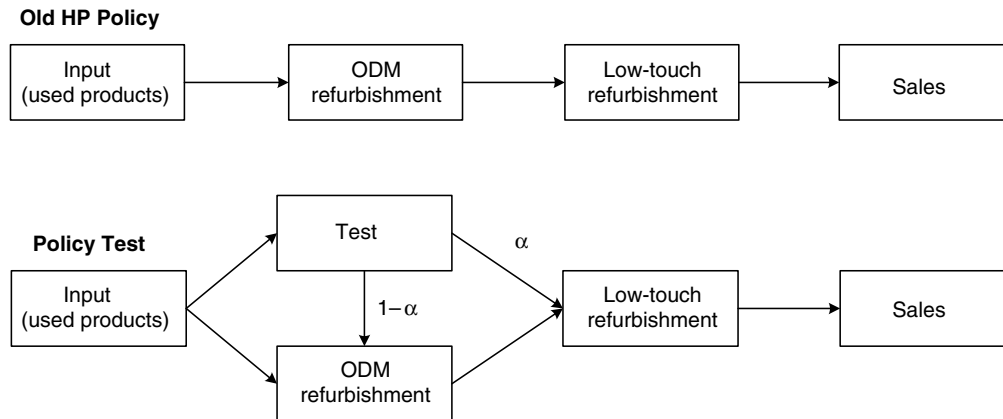 Old HP Policy
Input
(used products)
ODM
refurbishment
Low-touch
refurbishment
Sales
Policy Test
Input
(used products)
Test
α
1−α
ODM
refurbishment
Low-touch
refurbishment
Sales